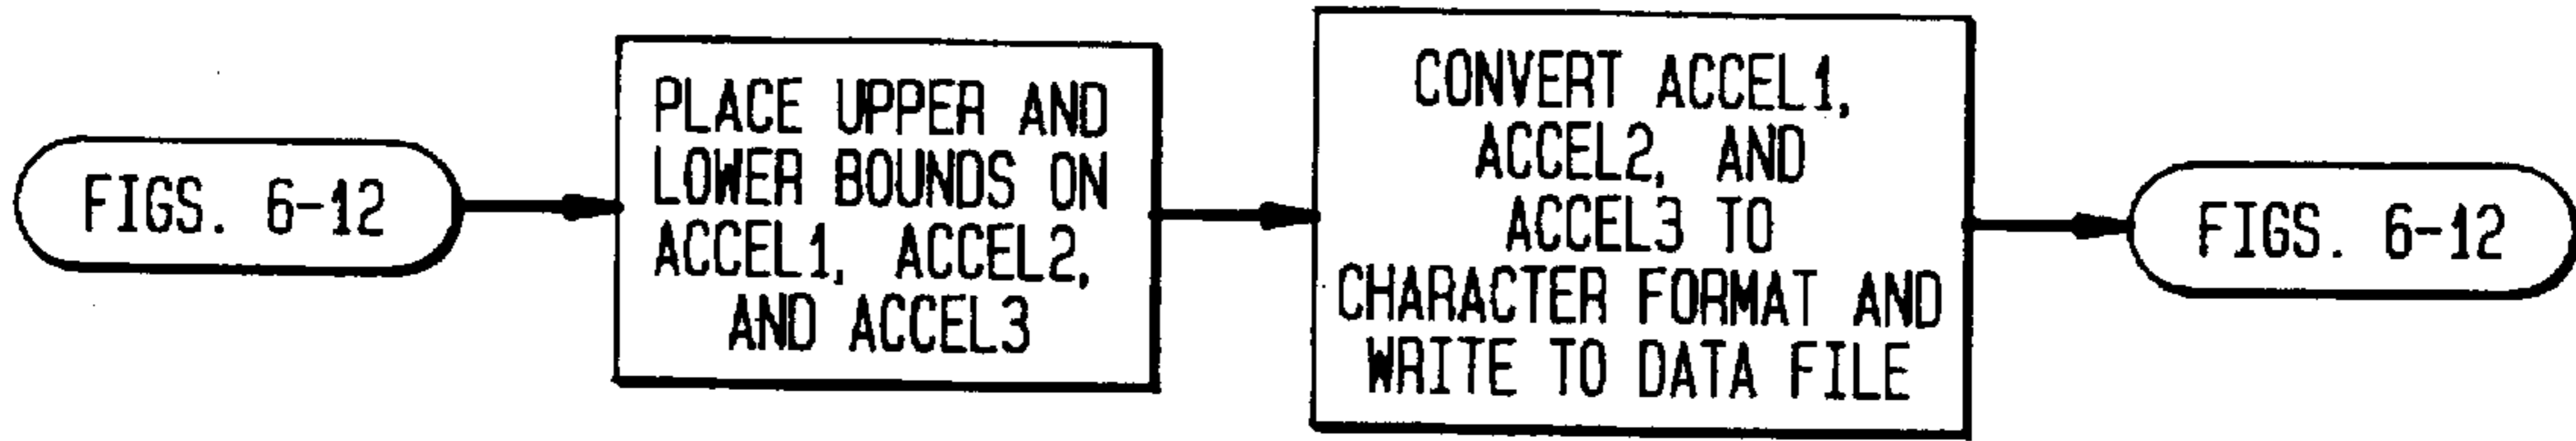 FIGS. 6-12
PLACE UPPER AND
LOWER BOUNDS ON
ACCEL1, ACCEL2,
AND ACCEL3
CONVERT ACCEL1,
ACCEL2, AND
ACCEL3 TO
CHARACTER FORMAT AND
WRITE TO DATA FILE
FIGS. 6-12